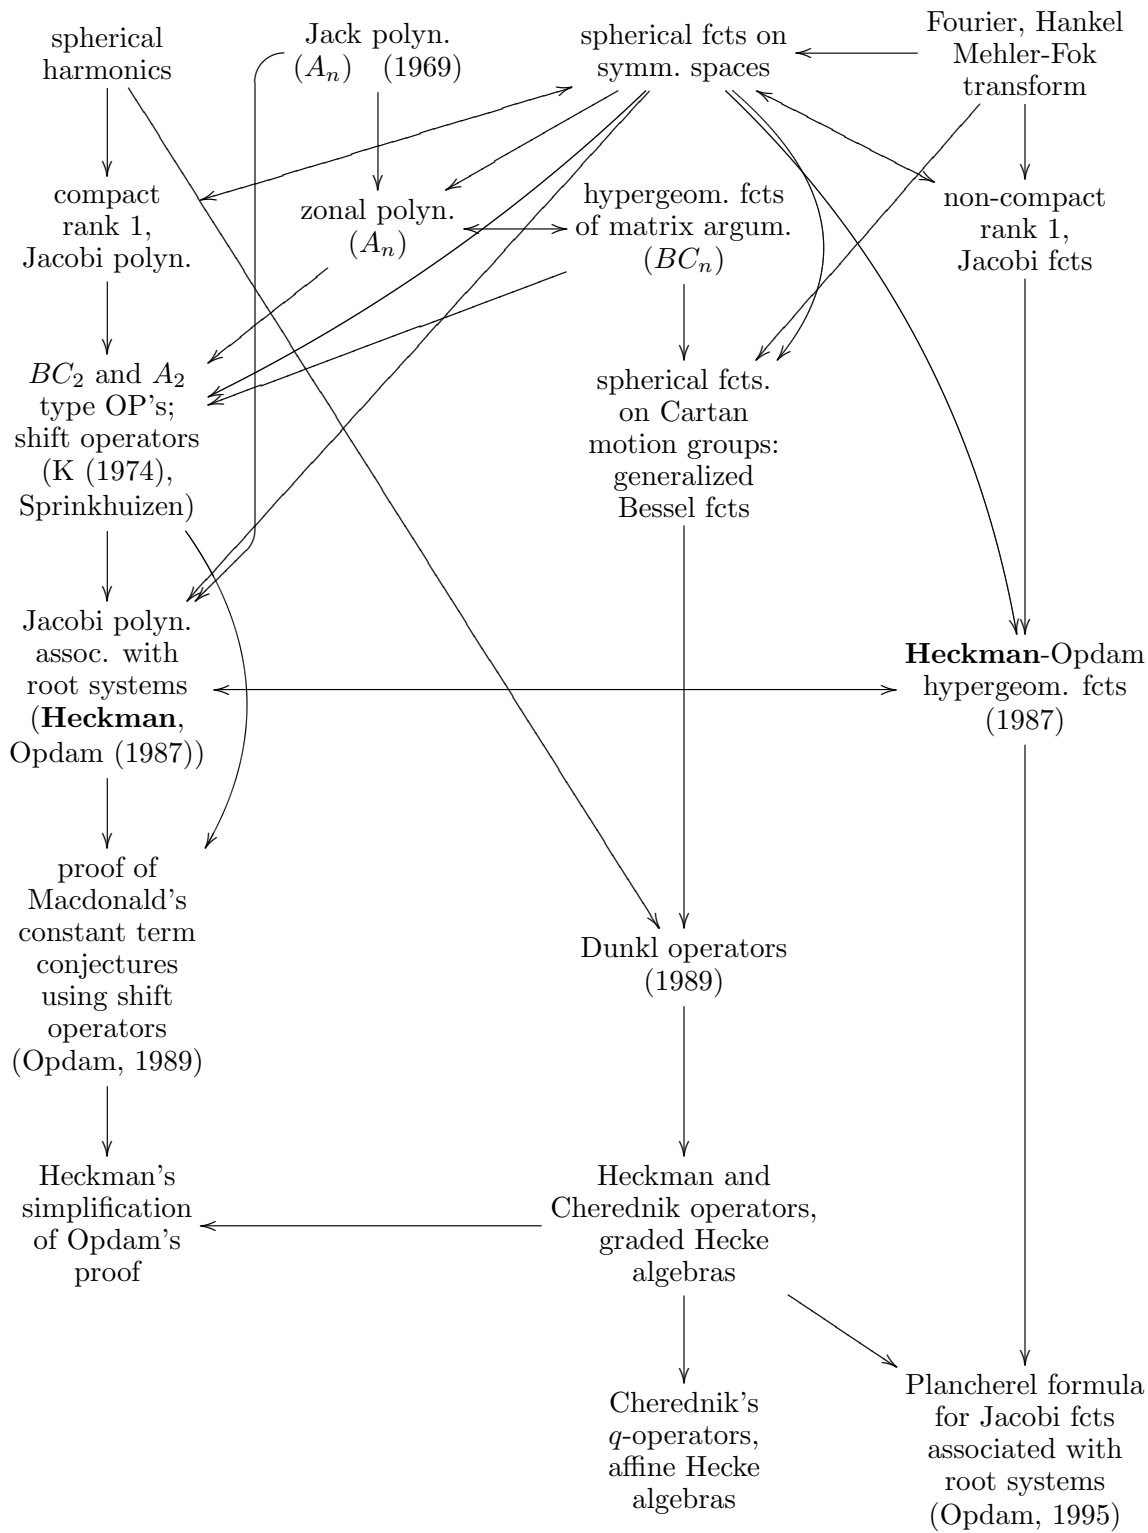 spherical
harmonics
Jack polyn.
(Aₙ) (1969)
spherical fcts on
symm. spaces
Fourier, Hankel
Mehler-Fok
transform
compact
rank 1,
Jacobi polyn.
zonal polyn.
(Aₙ)
hypergeom. fcts
of matrix argum.
(BCₙ)
non-compact
rank 1,
Jacobi fcts
BC₂ and A₂
type OP's;
shift operators
(K (1974),
Sprinkhuizen)
spherical fcts.
on Cartan
motion groups:
generalized
Bessel fcts
Jacobi polyn.
assoc. with
root systems
(Heckman,
Opdam (1987))
Heckman-Opdam
hypergeom. fcts
(1987)
proof of
Macdonald's
constant term
conjectures
using shift
operators
(Opdam, 1989)
Dunkl operators
(1989)
Heckman's
simplification
of Opdam's
proof
Heckman and
Cherednik operators,
graded Hecke
algebras
Cherednik's
q-operators,
affine Hecke
algebras
Plancherel formula
for Jacobi fcts
associated with
root systems
(Opdam, 1995)